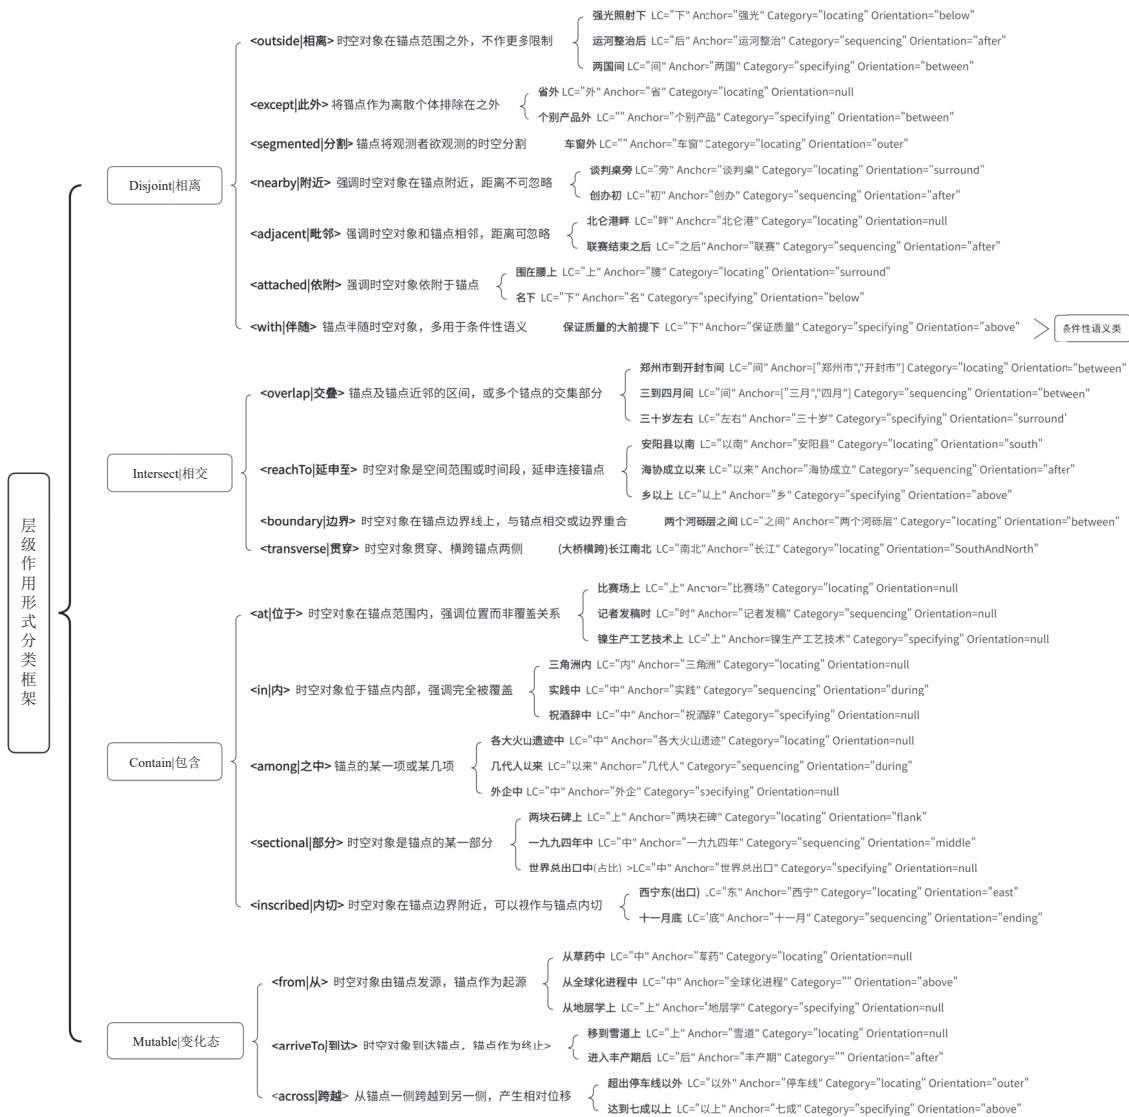 层级作用形式分类框架
Disjoint|相离
<outside|相离> 时空对象在锚点范围之外，不作更多限制
强光照射下 LC="下" Anchor="强光" Category="locating" Orientation="below"
运河整治后 LC="后" Anchor="运河整治" Category="sequencing" Orientation="after"
两国间 LC="间" Anchor="两国" Category="specifying" Orientation="between"
<except|此外> 将锚点作为离散个体排除在之外
省外 LC="外" Anchor="省" Category="locating" Orientation=null
个别产品外 LC="" Anchor="个别产品" Category="specifying" Orientation="between"
<segmented|分割> 锚点将观测者欲观测的时空分割
车窗外 LC="" Anchor="车窗" Category="locating" Orientation="outer"
<nearby|附近> 强调时空对象在锚点附近，距离不可忽略
谈判桌旁 LC="旁" Anchor="谈判桌" Category="locating" Orientation="surround"
创办初 LC="初" Anchor="创办" Category="sequencing" Orientation="after"
<adjacent|毗邻> 强调时空对象和锚点相邻，距离可忽略
北仑港畔 LC="畔" Anchor="北仑港" Category="locating" Orientation=null
联赛结束之后 LC="之后" Anchor="联赛" Category="sequencing" Orientation="after"
<attached|依附> 强调时空对象依附于锚点
围在腰上 LC="上" Anchor="腰" Category="locating" Orientation="surround"
名下 LC="下" Anchor="名" Category="specifying" Orientation="below"
<with|伴随> 锚点半随时空对象，多用于条件性语义
保证质量的大前提下 LC="下" Anchor="保证质量" Category="specifying" Orientation="above"
条件性语义类
Intersect|相交
<overlap|交叠> 锚点及锚点近邻的区间，或多个锚点的交集部分
郑州市到开封市间 LC="间" Anchor=["郑州市","开封市"] Category="locating" Orientation="between"
三到四月间 LC="间" Anchor=["三月","四月"] Category="sequencing" Orientation="between"
三十岁左右 LC="左右" Anchor="三十岁" Category="specifying" Orientation="surround'
<reachTo|延申至> 时空对象是空间范围或时间段，延申连接锚点
安阳县以南 LC="以南" Anchor="安阳县" Category="locating" Orientation="south"
海协成立以来 LC="以来" Anchor="海协成立" Category="sequencing" Orientation="after"
乡以上 LC="以上" Anchor="乡" Category="specifying" Orientation="above"
<boundary|边界> 时空对象在锚点边界线上，与锚点相交或边界重合
两个河砾层之间 LC="之间" Anchor="两个河砾层" Category="locating" Orientation="between"
<transverse|贯穿> 时空对象贯穿、横跨锚点两侧
(大桥横跨)长江南北 LC="南北" Anchor="长江" Category="locating" Orientation="SouthAndNorth"
Contain|包含
<at|位于> 时空对象在锚点范围内，强调位置而非覆盖关系
比赛场上 LC="上" Anchor="比赛场" Category="locating" Orientation=null
记者发稿时 LC="时" Anchor="记者发稿" Category="sequencing" Orientation=null
镍生产工艺技术上 LC="上" Anchor=镍生产工艺技术" Category="specifying" Orientation=null
<in|内> 时空对象位于锚点内部，强调完全被覆盖
三角洲内 LC="内" Anchor="三角洲" Category="locating" Orientation=null
实践中 LC="中" Anchor="实践" Category="sequencing" Orientation="during"
祝酒辞中 LC="中" Anchor="祝酒辞" Category="specifying" Orientation=null
<among|之中> 锚点的某一项或某几项
各大火山遗迹中 LC="中" Anchor="各大火山遗迹" Category="locating" Orientation=null
几代人以来 LC="以来" Anchor="几代人" Category="sequencing" Orientation="during"
外企中 LC="中" Anchor="外企" Category="specifying" Orientation=null
<sectional|部分> 时空对象是锚点的某一部分
两块石碑上 LC="上" Anchor="两块石碑" Category="locating" Orientation="flank"
一九九四年中 LC="中" Anchor="一九九四年" Category="sequencing" Orientation="middle"
世界总出口中(占比) >LC="中" Anchor="世界总出口" Category="specifying" Orientation=null
<inscribed|内切> 时空对象在锚点边界附近，可以视作与锚点内切
西宁东(出口) LC="东" Anchor="西宁" Category="locating" Orientation="east"
十一月底 LC='底" Anchor="十一月" Category="sequencing" Orientation="ending"
Mutable|变化态
<from|从> 时空对象由锚点发源，锚点作为起源
从草药中 LC="中" Anchor="草药" Category="locating" Orientation=null
从全球化进程中 LC="中" Anchor="全球化进程" Category="" Orientation="above"
从地层学上 LC="上" Anchor="地层学" Category="specifying" Orientation=null
<arriveTo|到达> 时空对象到达锚点，锚点作为终止>
移到雪道上 LC="上" Anchor="雪道" Category="locating" Orientation=null
进入丰产期后 LC="后" Anchor="丰产期" Category="" Orientation="after"
<across|跨越> 从锚点一侧跨越到另一侧，产生相对位移
超出停车线以外 LC="以外" Anchor="停车线" Category="locating" Orientation="outer"
达到七成以上 LC="以上" Anchor="七成" Category="specifying" Orientation="above"